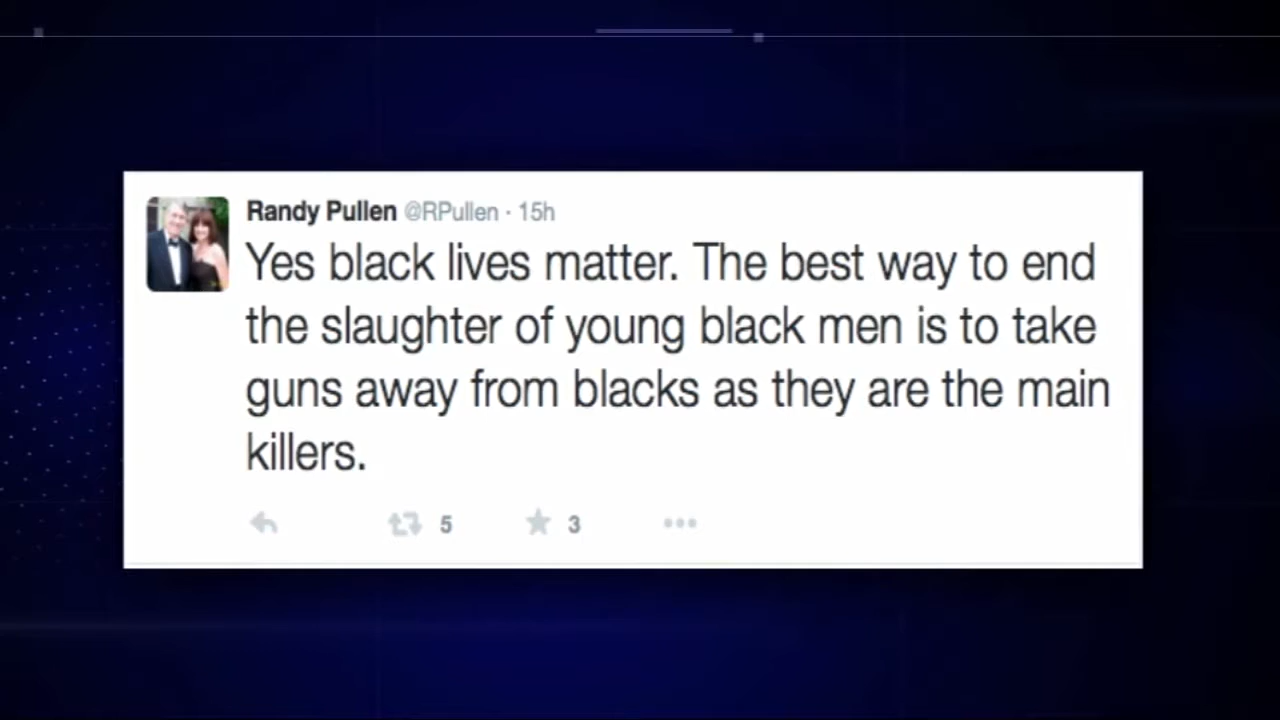 Randy Pullen @RPullen · 15h
Yes black lives matter. The best way to end
the slaughter of young black men is to take
guns away from blacks as they are the main
killers.
5 3